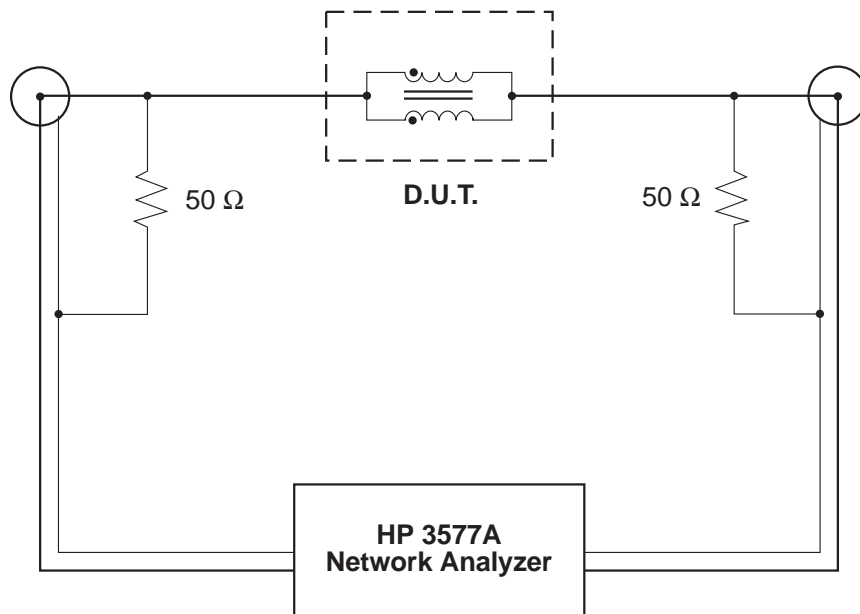 D.U.T.
50 Ω
50 Ω
HP 3577A
Network Analyzer